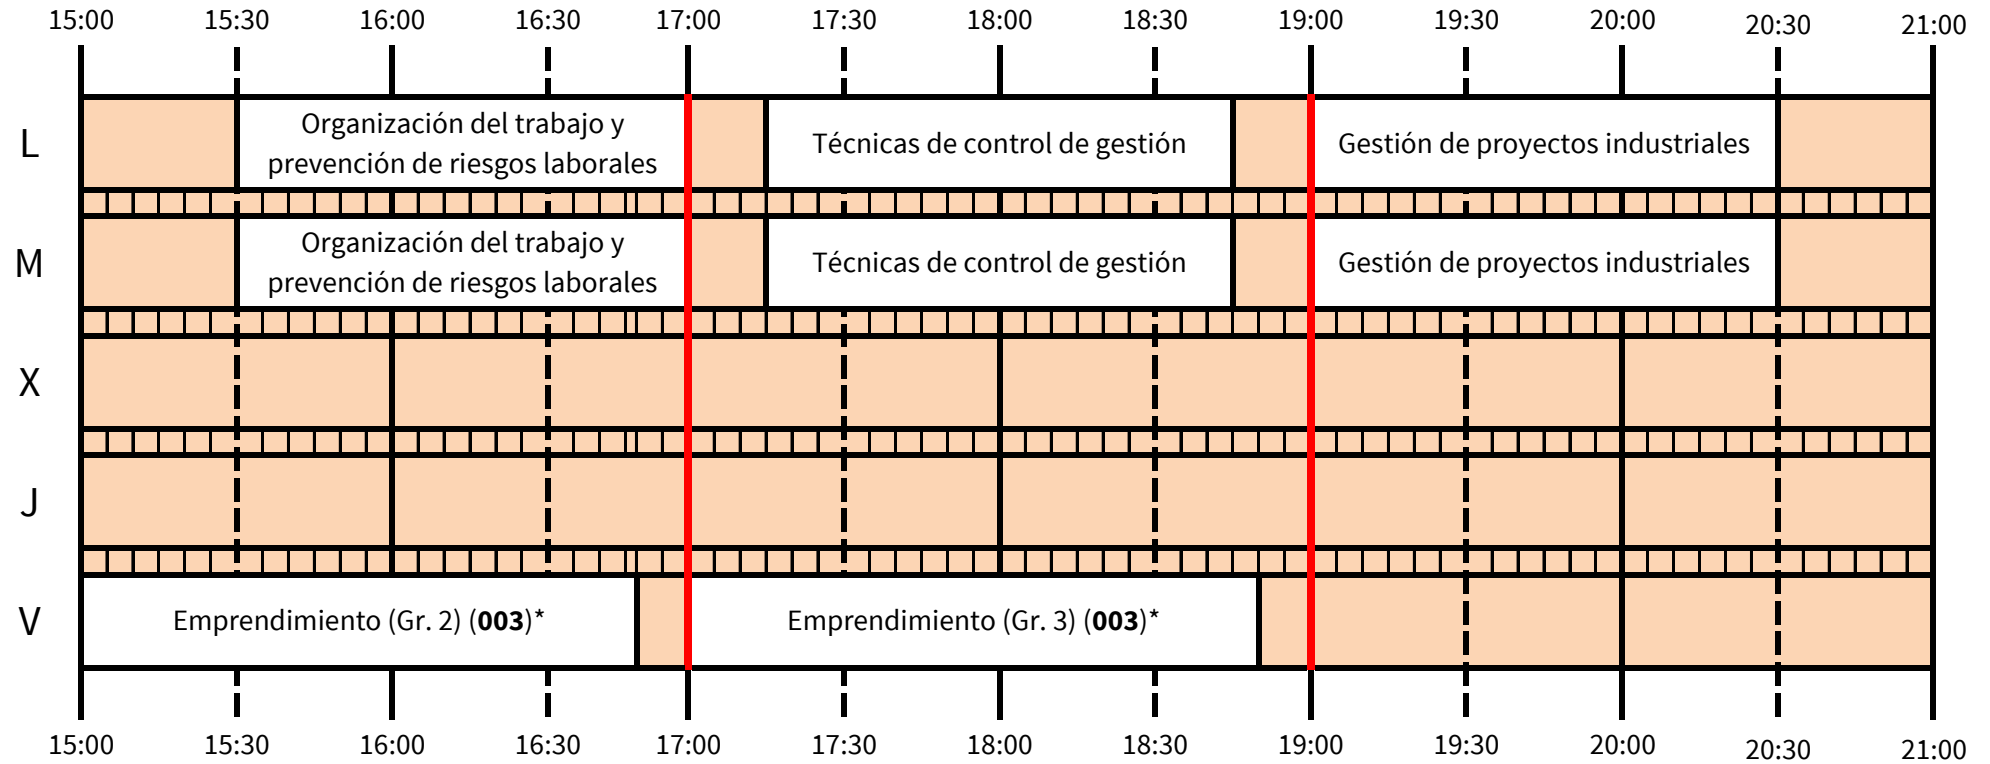 15:00 15:30 16:00 16:30 17:00 17:30 18:00 18:30 19:00 19:30 20:00 20:30 21:00
L
Organización del trabajo y
prevención de riesgos laborales
Técnicas de control de gestión
Gestión de proyectos industriales
M
Organización del trabajo y
prevención de riesgos laborales
Técnicas de control de gestión
Gestión de proyectos industriales
X
J
V
Emprendimiento (Gr. 2) (003)*
Emprendimiento (Gr. 3) (003)*
15:00 15:30 16:00 16:30 17:00 17:30 18:00 18:30 19:00 19:30 20:00 20:30 21:00